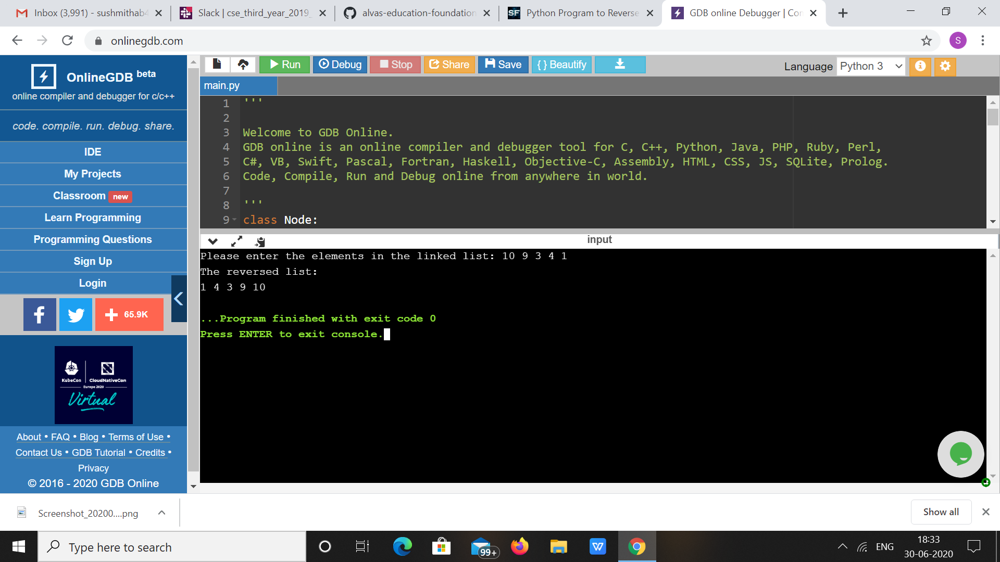 Inbox (3,991) - sushmithab4
Slack | cse_third_year_2019_
alvas-education-foundation
SF Python Program to Reverse
GDB online Debugger | Con
onlinegdb.com
S
OnlineGDB beta
online compiler and debugger for c/c++
code. compile. run. debug. share.
IDE
My Projects
Classroom new
Learn Programming
Programming Questions
Sign Up
Login
f
+ 65.9K
KubeCon | CloudNativeCon
Europe 2020
Virtual
About • FAQ • Blog • Terms of Use •
Contact Us • GDB Tutorial • Credits •
Privacy
© 2016 - 2020 GDB Online
Run Debug Stop Share Save { } Beautify
Language Python 3
main.py
1 '''
2
3 Welcome to GDB Online.
4 GDB online is an online compiler and debugger tool for C, C++, Python, Java, PHP, Ruby, Perl,
5 C#, VB, Swift, Pascal, Fortran, Haskell, Objective-C, Assembly, HTML, CSS, JS, SQLite, Prolog.
6 Code, Compile, Run and Debug online from anywhere in world.
7
8 '''
9 class Node:
input
Please enter the elements in the linked list: 10 9 3 4 1
The reversed list:
1 4 3 9 10
...Program finished with exit code 0
Press ENTER to exit console.
Screenshot_20200....png
Show all
Type here to search
99+
W
ENG
18:33
30-06-2020